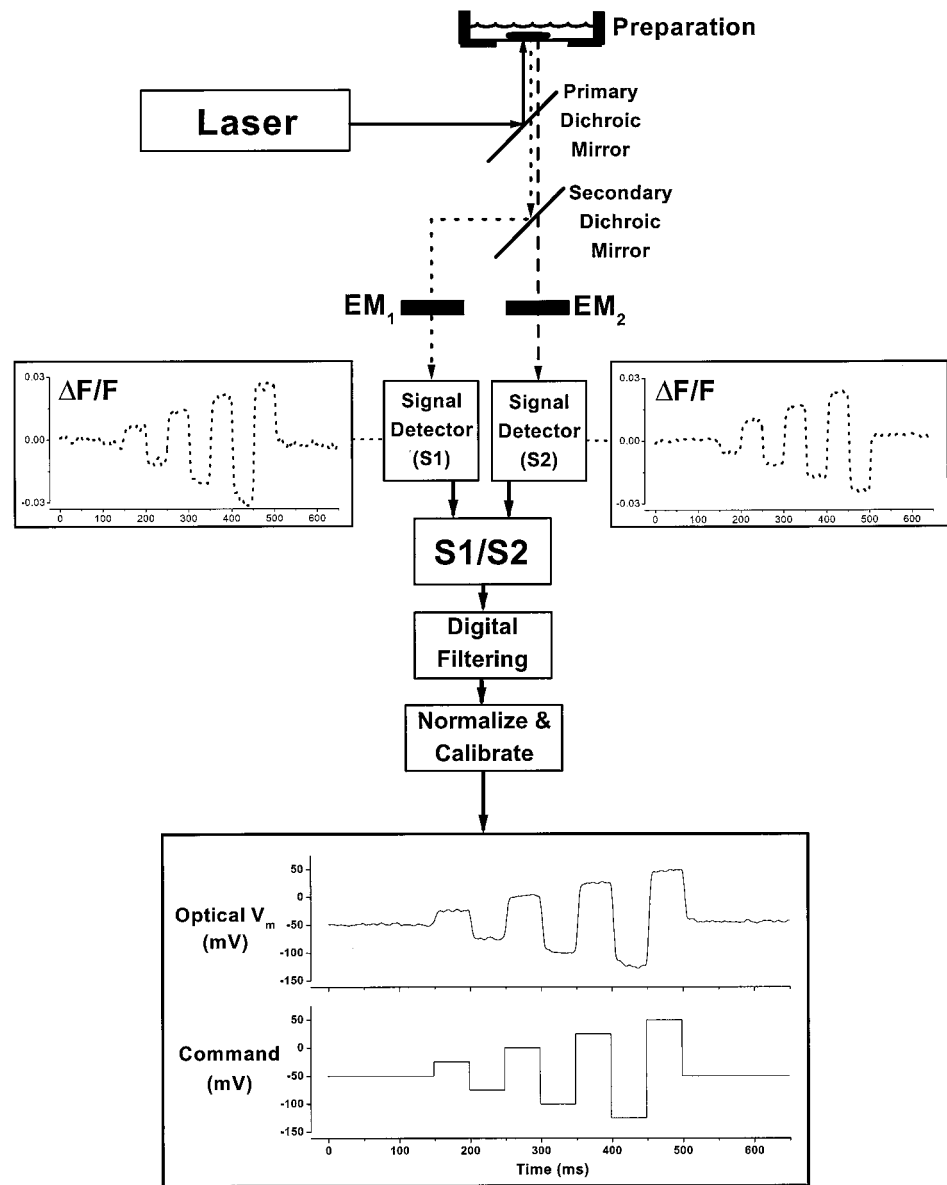 Preparation
Laser
Primary
Dichroic
Mirror
Secondary
Dichroic
Mirror
EM1
EM2
ΔF/F
0.03
0.00
-0.03
0
100
200
300
400
500
600
Signal
Detector
(S1)
Signal
Detector
(S2)
ΔF/F
0.03
0.00
-0.03
0
100
200
300
400
500
600
S1/S2
Digital
Filtering
Normalize &
Calibrate
Optical Vm
(mV)
50
0
-50
-100
-150
Command
(mV)
50
0
-50
-100
-150
0
100
200
300
400
500
600
Time (ms)